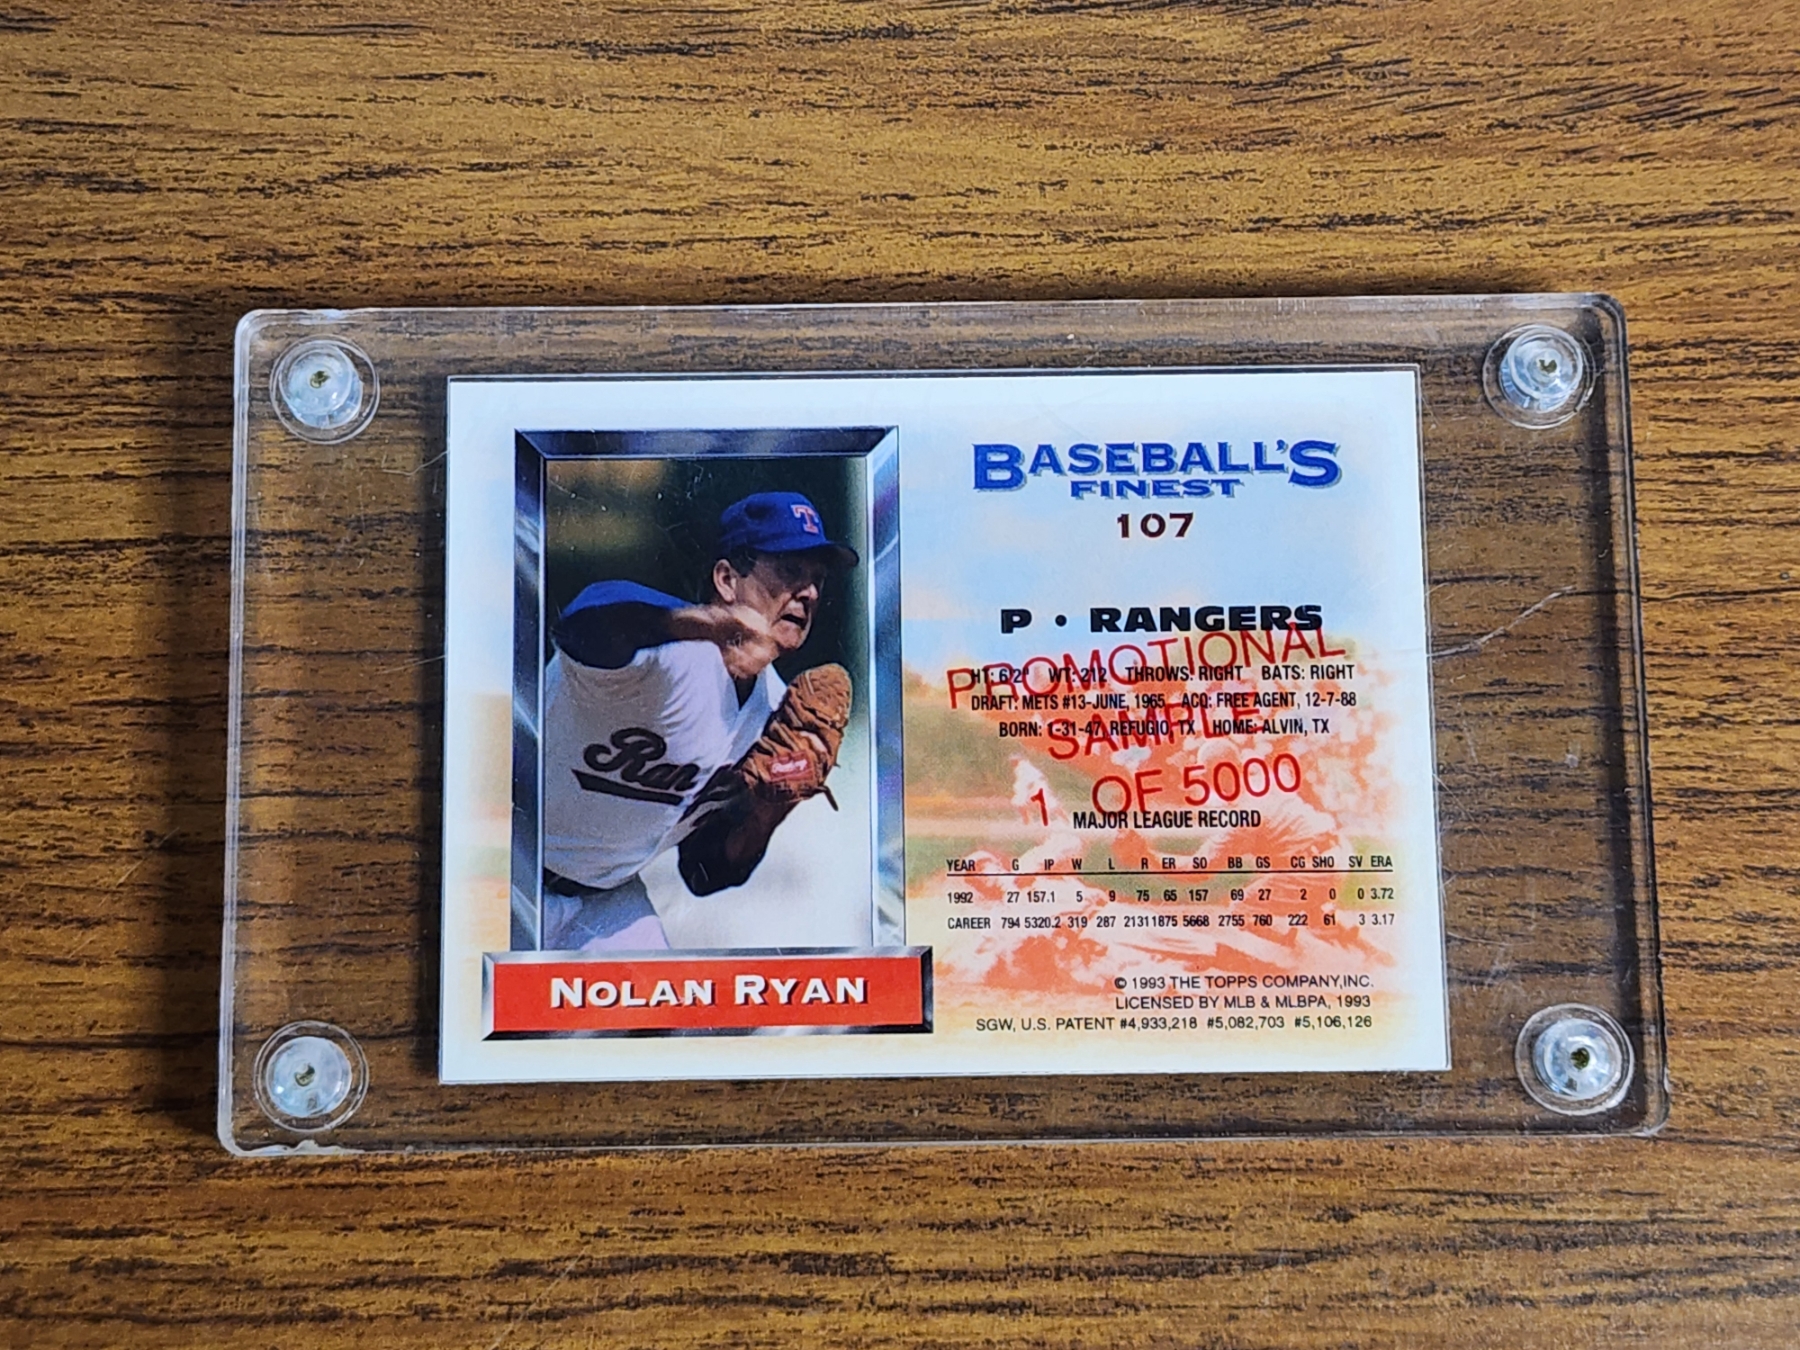 BASEBALL'S
FINEST
107
P • RANGERS
PROMOTIONAL
SAMPLE
1 OF 5000
HT: 6'2" WT: 212 THROWS: RIGHT BATS: RIGHT
DRAFT: METS #13-JUNE, 1965 ACQ: FREE AGENT, 12-7-88
BORN: 1-31-47, REFUGIO, TX HOME: ALVIN, TX
MAJOR LEAGUE RECORD
YEAR G IP W L R ER SO BB GS CG SHO SV ERA
1992 27 157.1 5 9 75 65 157 69 27 2 0 0 3.72
CAREER 794 5320.2 319 287 2131 1875 5668 2755 760 222 61 3 3.17
© 1993 THE TOPPS COMPANY, INC.
LICENSED BY MLB & MLBPA, 1993
SGW, U.S. PATENT #4,933,218 #5,082,703 #5,106,126
T
Ran
NOLAN RYAN